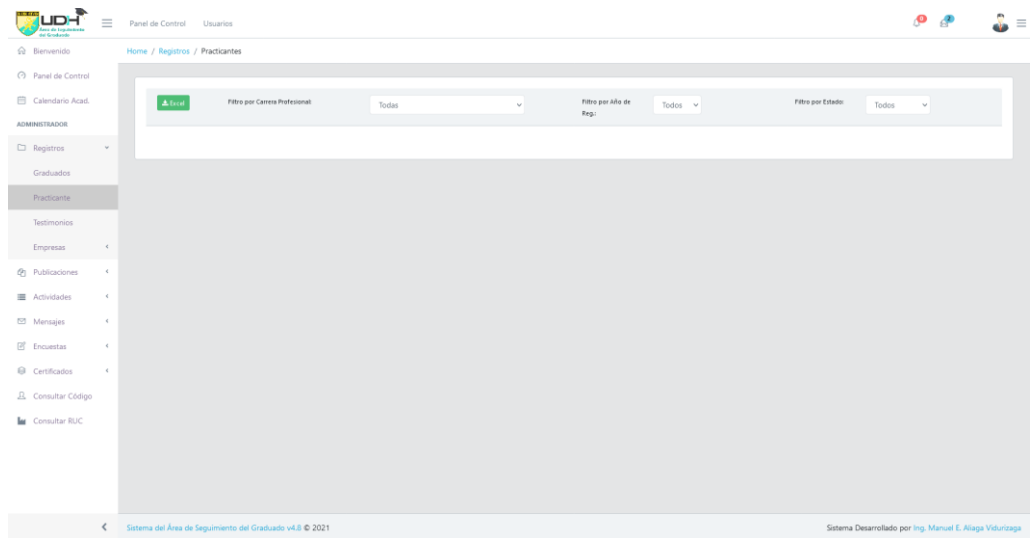 UDH
Área de Seguimiento
del Graduado
Panel de Control
Usuarios
0
2
Bienvenido
Home / Registros / Practicantes
Panel de Control
Calendario Acad.
Excel
Filtro por Carrera Profesional:
Todas
Filtro por Año de
Reg.:
Todos
Filtro por Estado:
Todos
ADMINISTRADOR
Registros
Graduados
Practicante
Testimonios
Empresas
Publicaciones
Actividades
Mensajes
Encuestas
Certificados
Consultar Código
Consultar RUC
Sistema del Área de Seguimiento del Graduado v4.8 © 2021
Sistema Desarrollado por Ing. Manuel E. Aliaga Vidurizaga